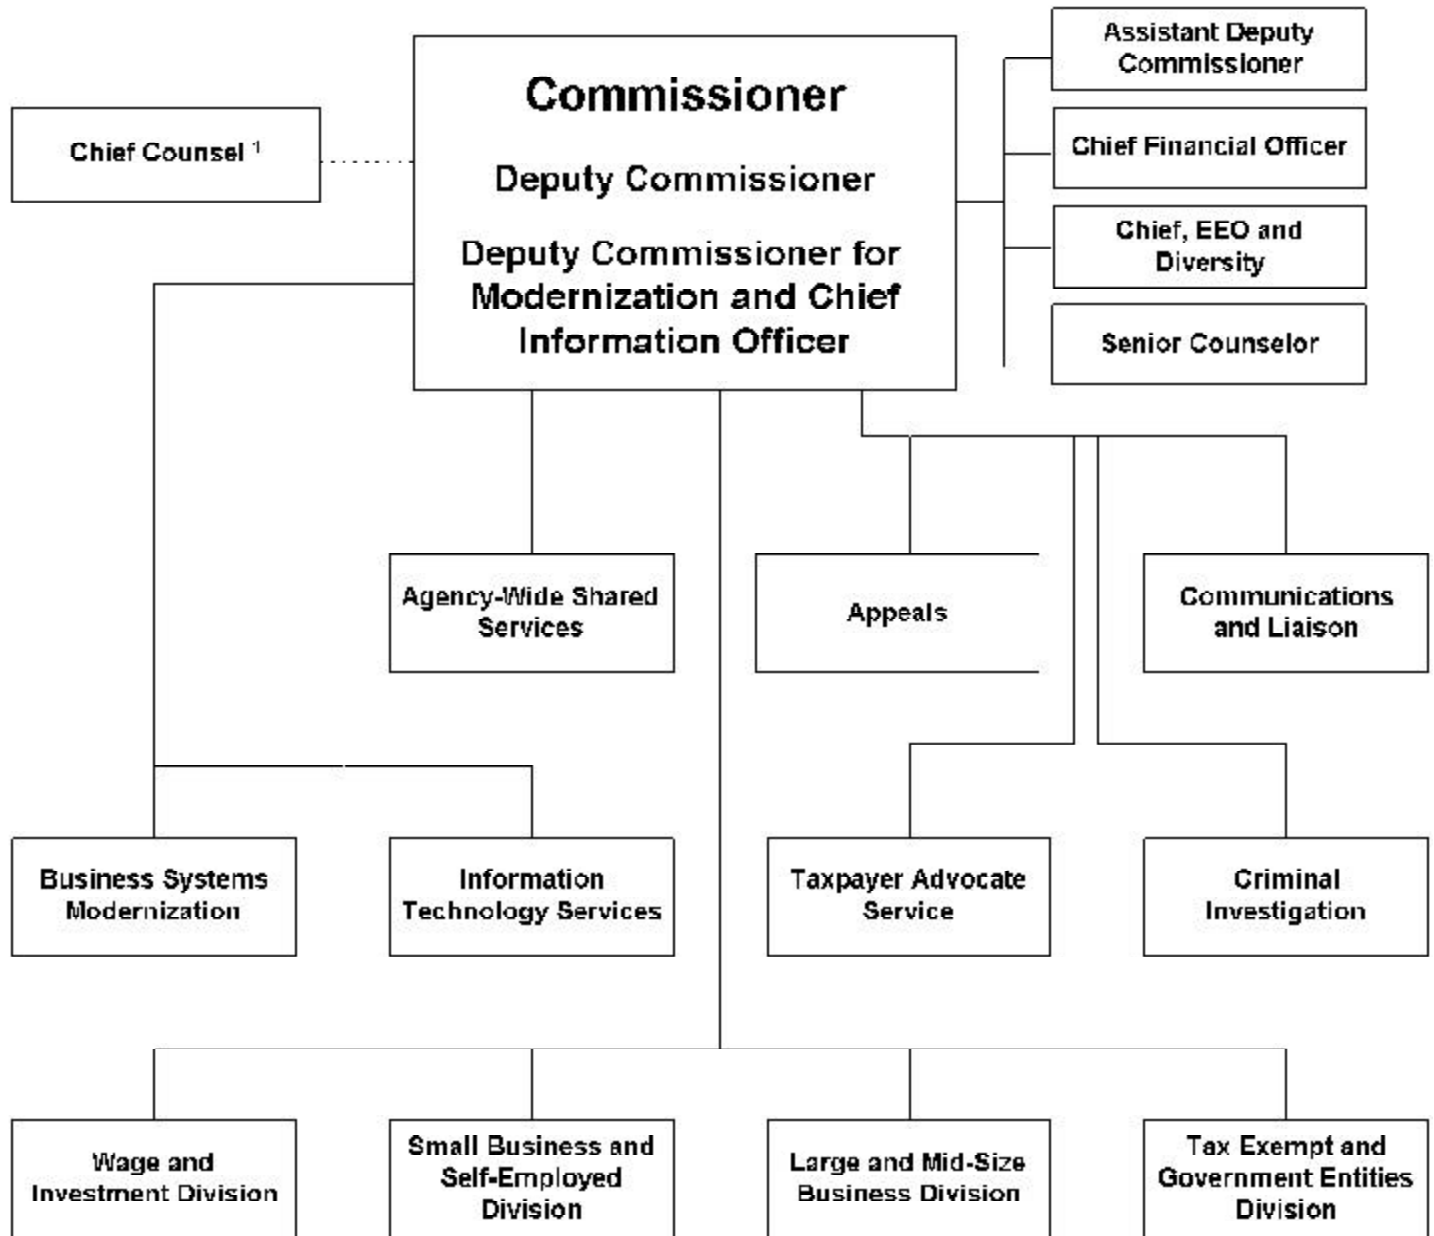 Assistant Deputy
Commissioner
Commissioner
Chief Counsel ¹
Chief Financial Officer
Deputy Commissioner
Chief, EEO and
Diversity
Deputy Commissioner for
Modernization and Chief
Information Officer
Senior Counselor
Agency-Wide Shared
Services
Appeals
Communications
and Liaison
Business Systems
Modernization
Information
Technology Services
Taxpayer Advocate
Service
Criminal
Investigation
Wage and
Investment Division
Small Business and
Self-Employed
Division
Large and Mid-Size
Business Division
Tax Exempt and
Government Entities
Division